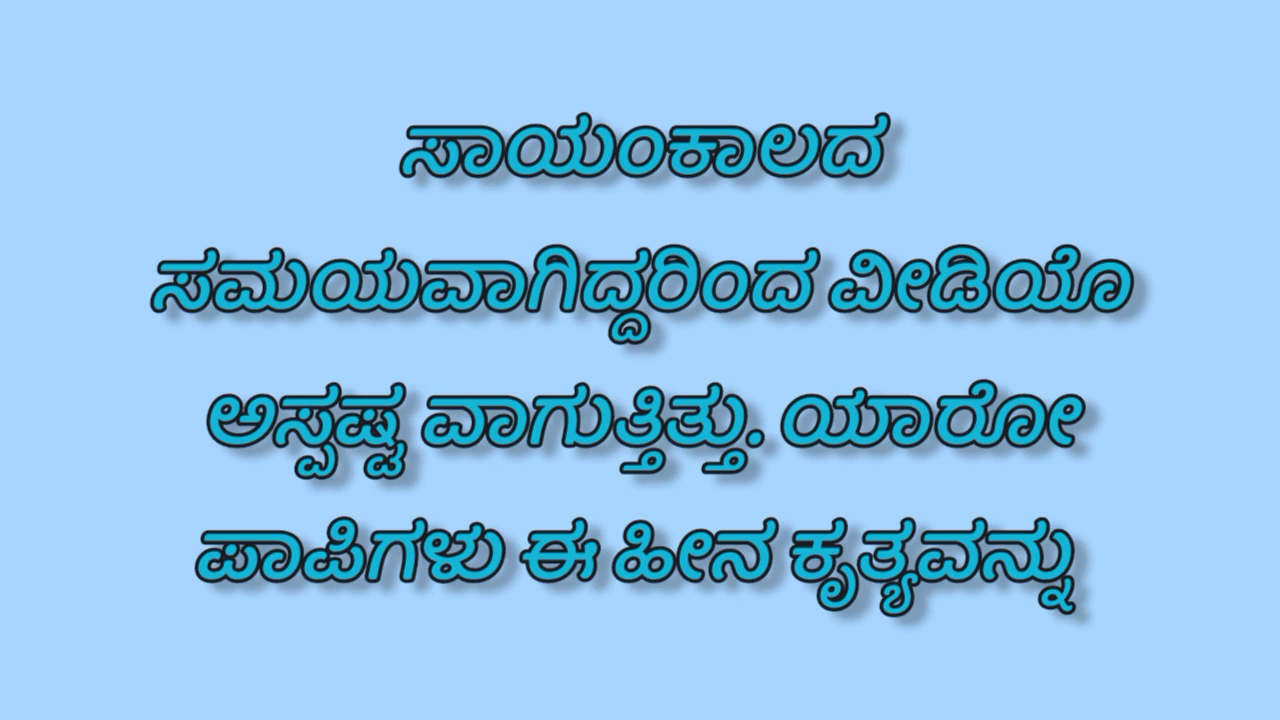 ಸಾಯಂಕಾಲದ
ಸಮಯವಾಗಿದ್ದರಿಂದ ವೀಡಿಯೊ
ಅಸ್ಪಷ್ಟ ವಾಗುತ್ತಿತ್ತು. ಯಾರೋ
ಪಾಪಿಗಳು ಈ ಹೀನ ಕೃತ್ಯವನ್ನು